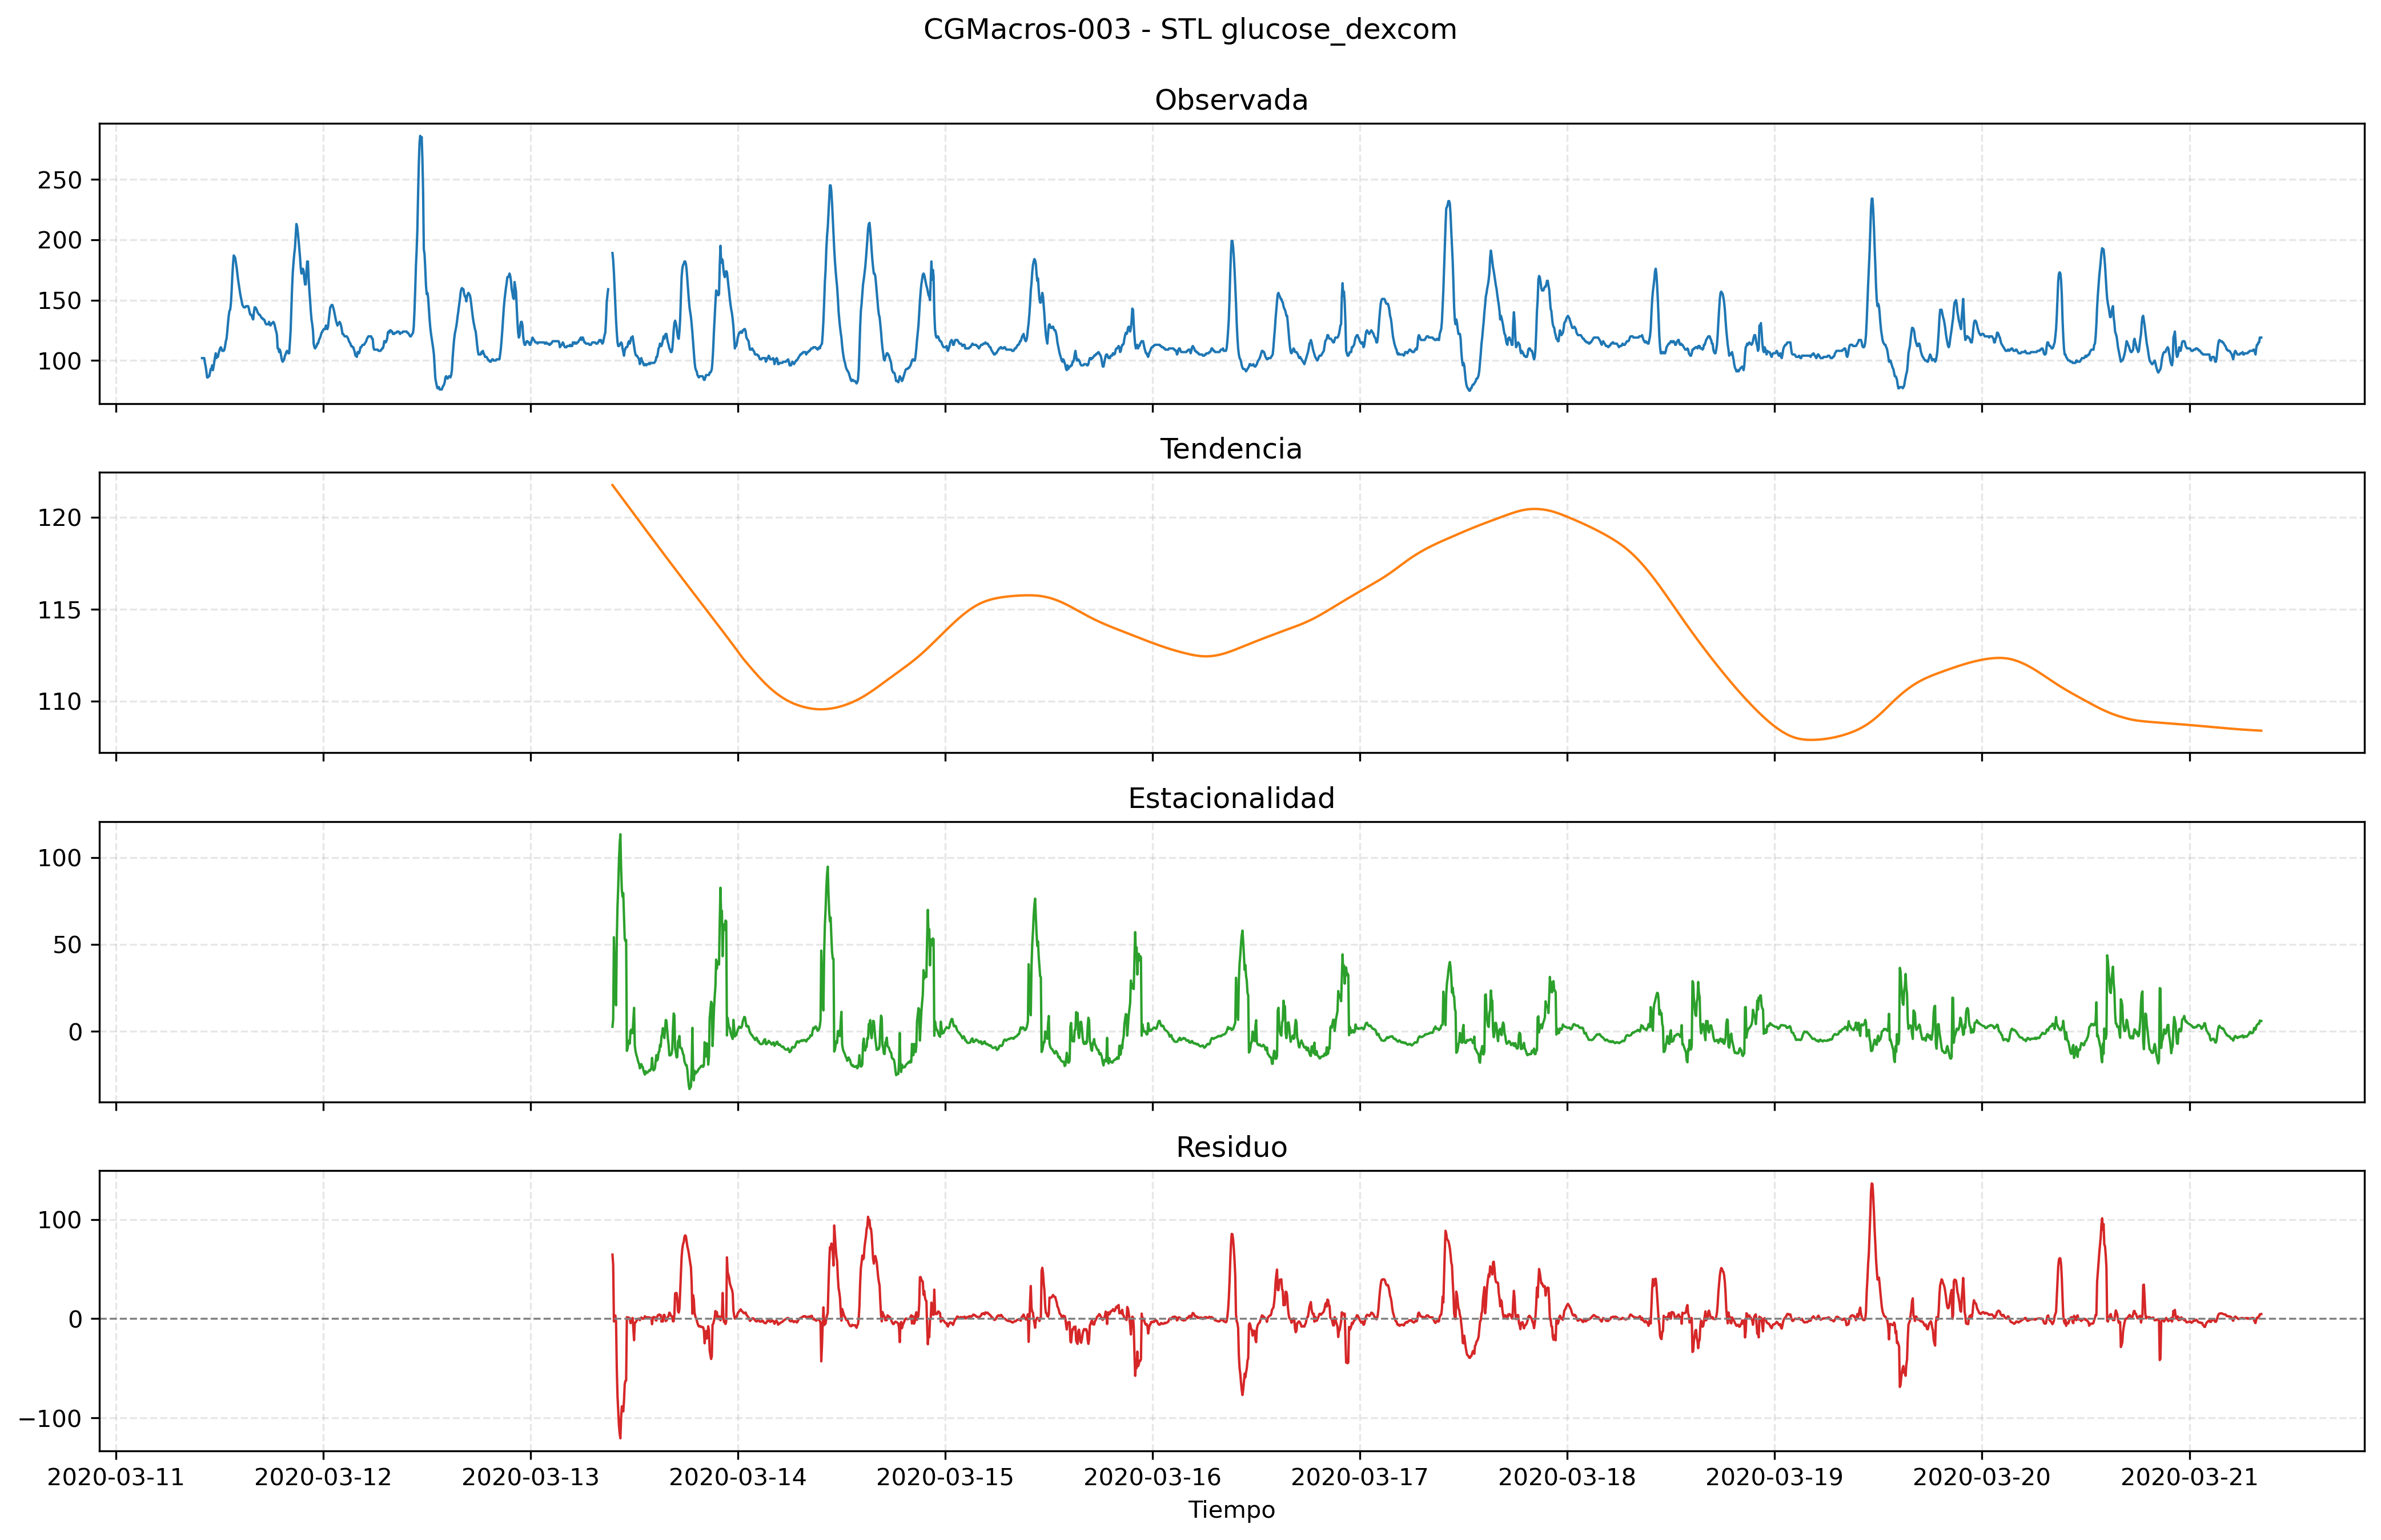 CGMacros-003 - STL glucose_dexcom
Observada
250
200
150
100
Tendencia
120
115
110
Estacionalidad
100
50
0
Residuo
100
0
−100
2020-03-11 2020-03-12 2020-03-13 2020-03-14 2020-03-15 2020-03-16 2020-03-17 2020-03-18 2020-03-19 2020-03-20 2020-03-21
Tiempo